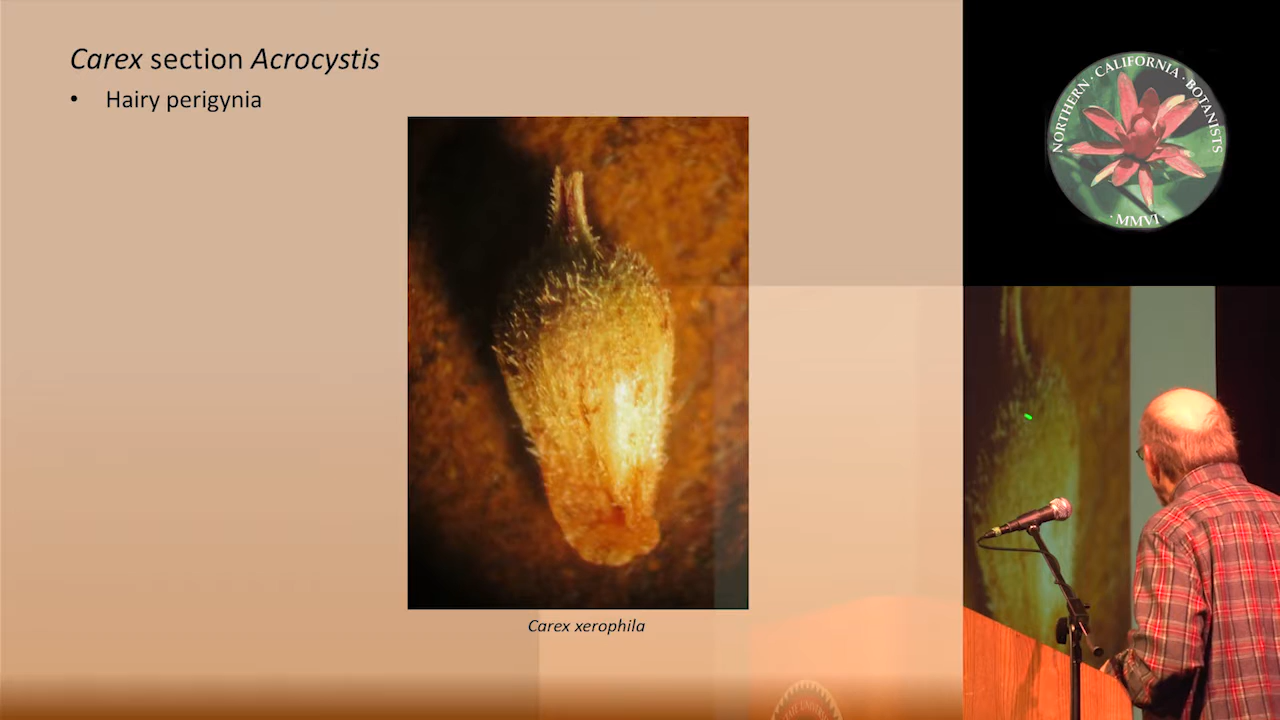 Carex section Acrocystis
• Hairy perigynia
Carex xerophila
NORTHERN · CALIFORNIA · BOTANISTS
· MMVI ·